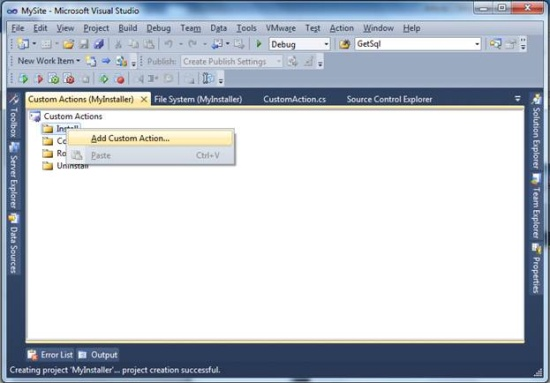 MySite - Microsoft Visual Studio
File Edit View Project Build Debug Team Data Tools VMware Test Action Window Help
Debug GetSql
New Work Item Publish: Create Publish Settings
Custom Actions (MyInstaller) File System (MyInstaller) CustomAction.cs Source Control Explorer
Custom Actions
Install
Add Custom Action...
Co
Paste Ctrl+V
Ro
Uninstall
Toolbox
Server Explorer
Data Sources
Solution Explorer
Team Explorer
Properties
Error List Output
Creating project 'MyInstaller'... project creation successful.